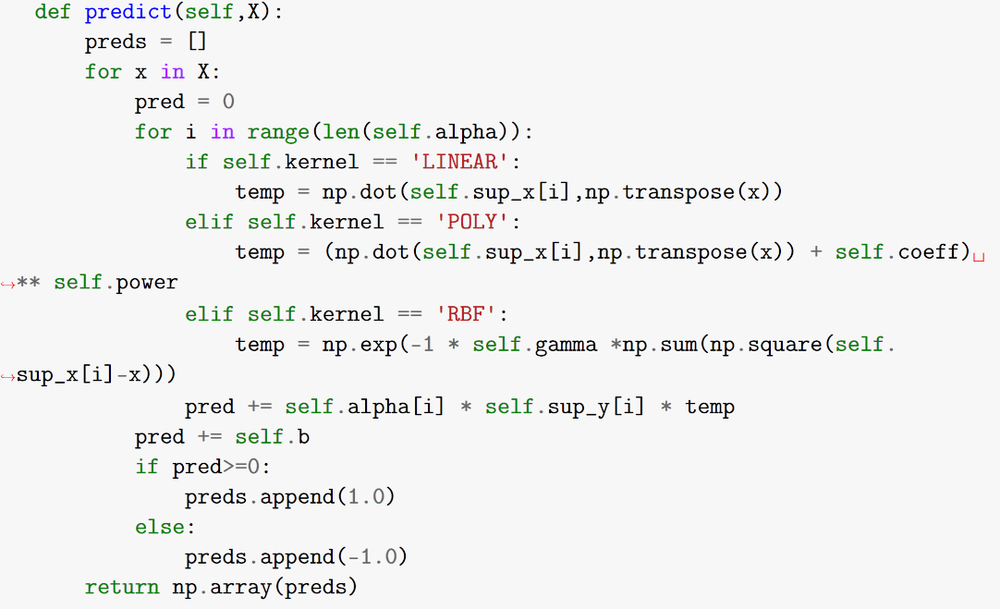 def predict(self,X):
    preds = []
    for x in X:
        pred = 0
        for i in range(len(self.alpha)):
            if self.kernel == 'LINEAR':
                temp = np.dot(self.sup_x[i],np.transpose(x))
            elif self.kernel == 'POLY':
                temp = (np.dot(self.sup_x[i],np.transpose(x)) + self.coeff)␣
↪** self.power
            elif self.kernel == 'RBF':
                temp = np.exp(-1 * self.gamma *np.sum(np.square(self.
↪sup_x[i]-x)))
            pred += self.alpha[i] * self.sup_y[i] * temp
        pred += self.b
        if pred>=0:
            preds.append(1.0)
        else:
            preds.append(-1.0)
    return np.array(preds)